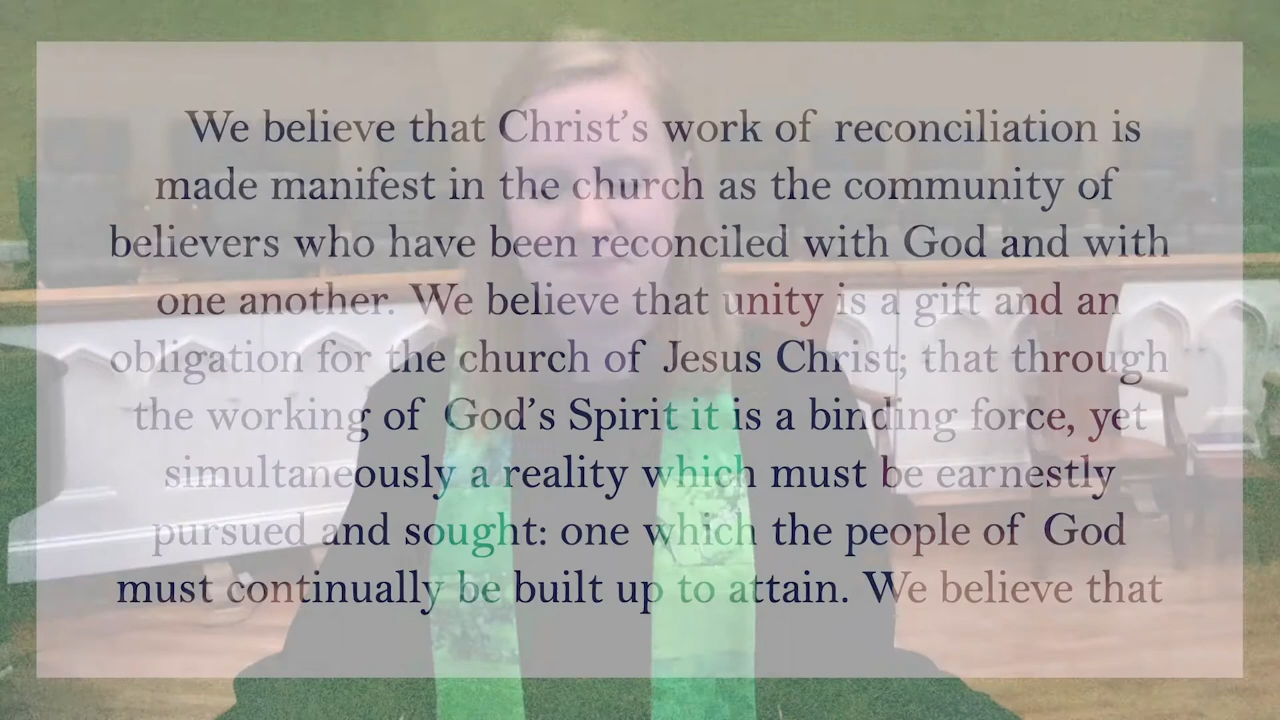 We believe that Christ’s work of reconciliation is
made manifest in the church as the community of
believers who have been reconciled with God and with
one another. We believe that unity is a gift and an
obligation for the church of Jesus Christ; that through
the working of God’s Spirit it is a binding force, yet
simultaneously a reality which must be earnestly
pursued and sought: one which the people of God
must continually be built up to attain. We believe that